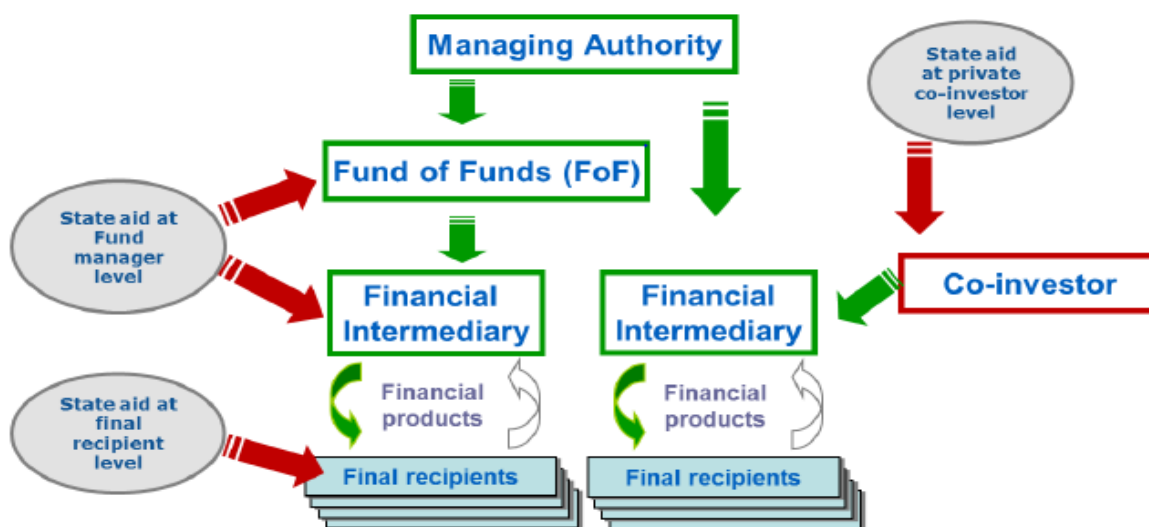 Managing Authority
State aid
at private
co-investor
level
Fund of Funds (FoF)
State aid at
Fund
manager
level
Financial
Intermediary
Financial
Intermediary
Co-investor
Financial
products
Financial
products
State aid at
final
recipient
level
Final recipients
Final recipients